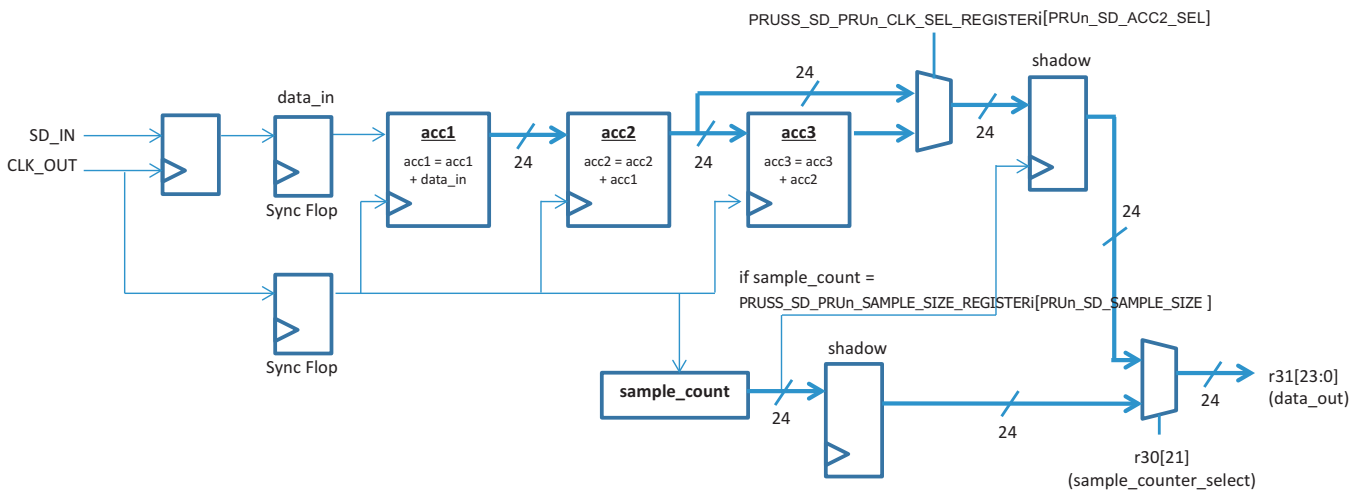 PRUSS_SD_PRUn_CLK_SEL_REGISTERi[PRUn_SD_ACC2_SEL]
shadow
24
data_in
24
SD_IN
CLK_OUT
acc1
acc1 = acc1
+ data_in
24
acc2
acc2 = acc2
+ acc1
24
acc3
acc3 = acc3
+ acc2
Sync Flop
24
if sample_count =
PRUSS_SD_PRUn_SAMPLE_SIZE_REGISTERi[PRUn_SD_SAMPLE_SIZE ]
Sync Flop
shadow
sample_count
24
24
24
r31[23:0]
(data_out)
r30[21]
(sample_counter_select)